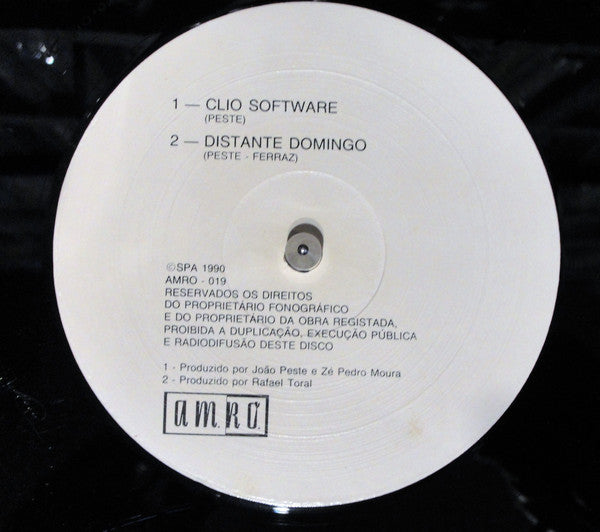 1 — CLIO SOFTWARE
(PESTE)
2 — DISTANTE DOMINGO
(PESTE - FERRAZ)
©SPA 1990
AMRO - 019
RESERVADOS OS DIREITOS
DO PROPRIETÁRIO FONOGRÁFICO
E DO PROPRIETÁRIO DA OBRA REGISTADA,
PROIBIDA A DUPLICAÇÃO, EXECUÇÃO PÚBLICA
E RADIODIFUSÃO DESTE DISCO
1 - Produzido por João Peste e Zé Pedro Moura
2 - Produzido por Rafael Toral
a.M.RÓ.